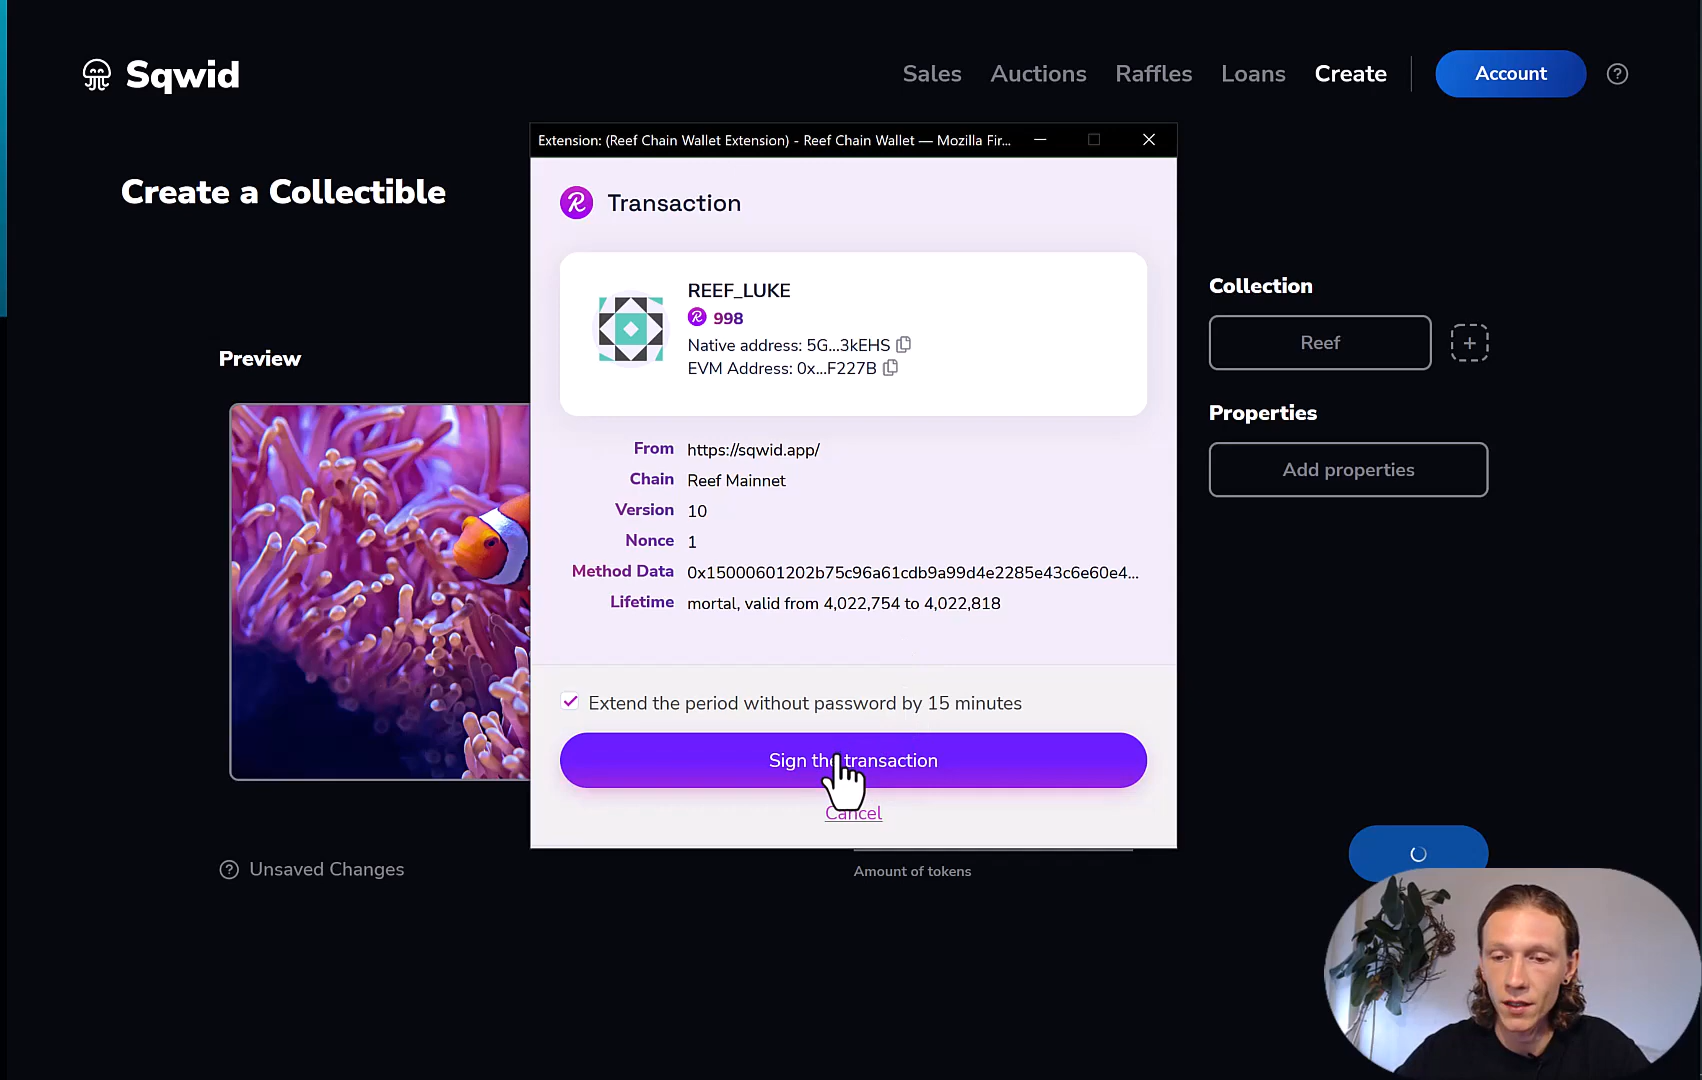 Sqwid
Sales
Auctions
Raffles
Loans
Create
Account
?
Extension: (Reef Chain Wallet Extension) - Reef Chain Wallet — Mozilla Fir...
Create a Collectible
Transaction
REEF_LUKE
998
Native address: 5G...3kEHS
EVM Address: 0x...F227B
Collection
Reef
+
Preview
Properties
Add properties
From https://sqwid.app/
Chain Reef Mainnet
Version 10
Nonce 1
Method Data 0x15000601202b75c96a61cdb9a99d4e2285e43c6e60e4...
Lifetime mortal, valid from 4,022,754 to 4,022,818
Extend the period without password by 15 minutes
Sign the transaction
Cancel
? Unsaved Changes
Amount of tokens